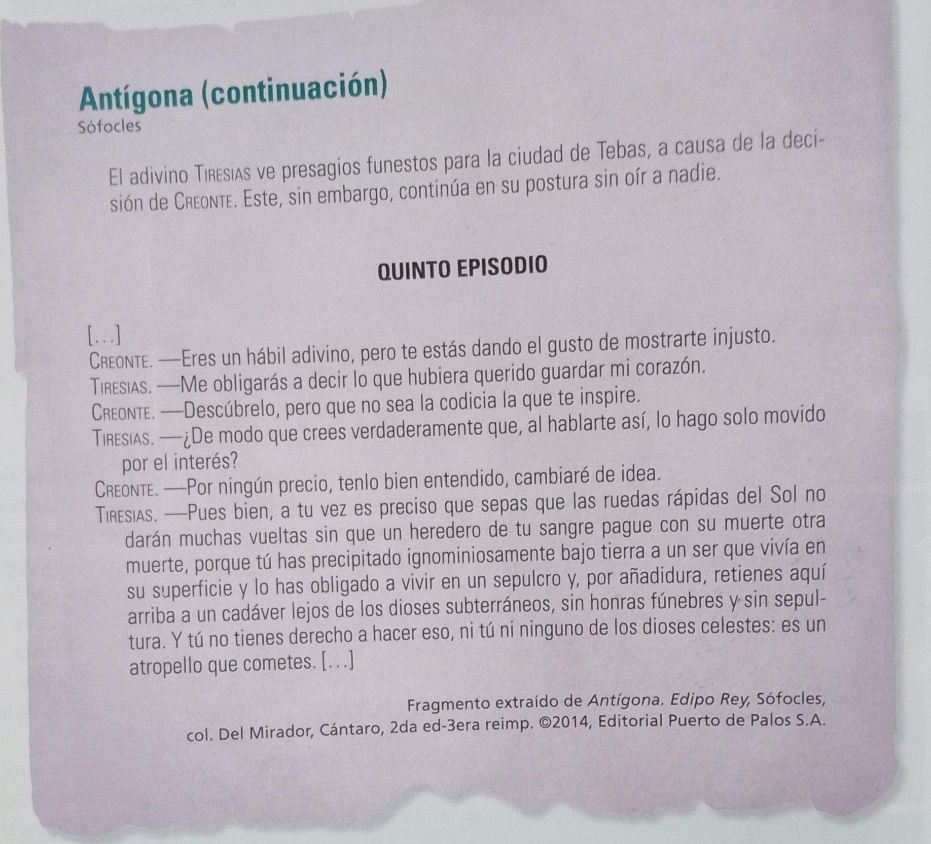 Antígona (continuación)
Sófocles
El adivino TIRESIAS ve presagios funestos para la ciudad de Tebas, a causa de la deci-
sión de CREONTE. Este, sin embargo, continúa en su postura sin oír a nadie.
QUINTO EPISODIO
[...]
CREONTE. —Eres un hábil adivino, pero te estás dando el gusto de mostrarte injusto.
TIRESIAS. —Me obligarás a decir lo que hubiera querido guardar mi corazón.
CREONTE. —Descúbrelo, pero que no sea la codicia la que te inspire.
TIRESIAS. —¿De modo que crees verdaderamente que, al hablarte así, lo hago solo movido
por el interés?
CREONTE. —Por ningún precio, tenlo bien entendido, cambiaré de idea.
TIRESIAS. —Pues bien, a tu vez es preciso que sepas que las ruedas rápidas del Sol no
darán muchas vueltas sin que un heredero de tu sangre pague con su muerte otra
muerte, porque tú has precipitado ignominiosamente bajo tierra a un ser que vivía en
su superficie y lo has obligado a vivir en un sepulcro y, por añadidura, retienes aquí
arriba a un cadáver lejos de los dioses subterráneos, sin honras fúnebres y sin sepul-
tura. Y tú no tienes derecho a hacer eso, ni tú ni ninguno de los dioses celestes: es un
atropello que cometes. [...]
Fragmento extraído de Antígona. Edipo Rey, Sófocles,
col. Del Mirador, Cántaro, 2da ed-3era reimp. ©2014, Editorial Puerto de Palos S.A.